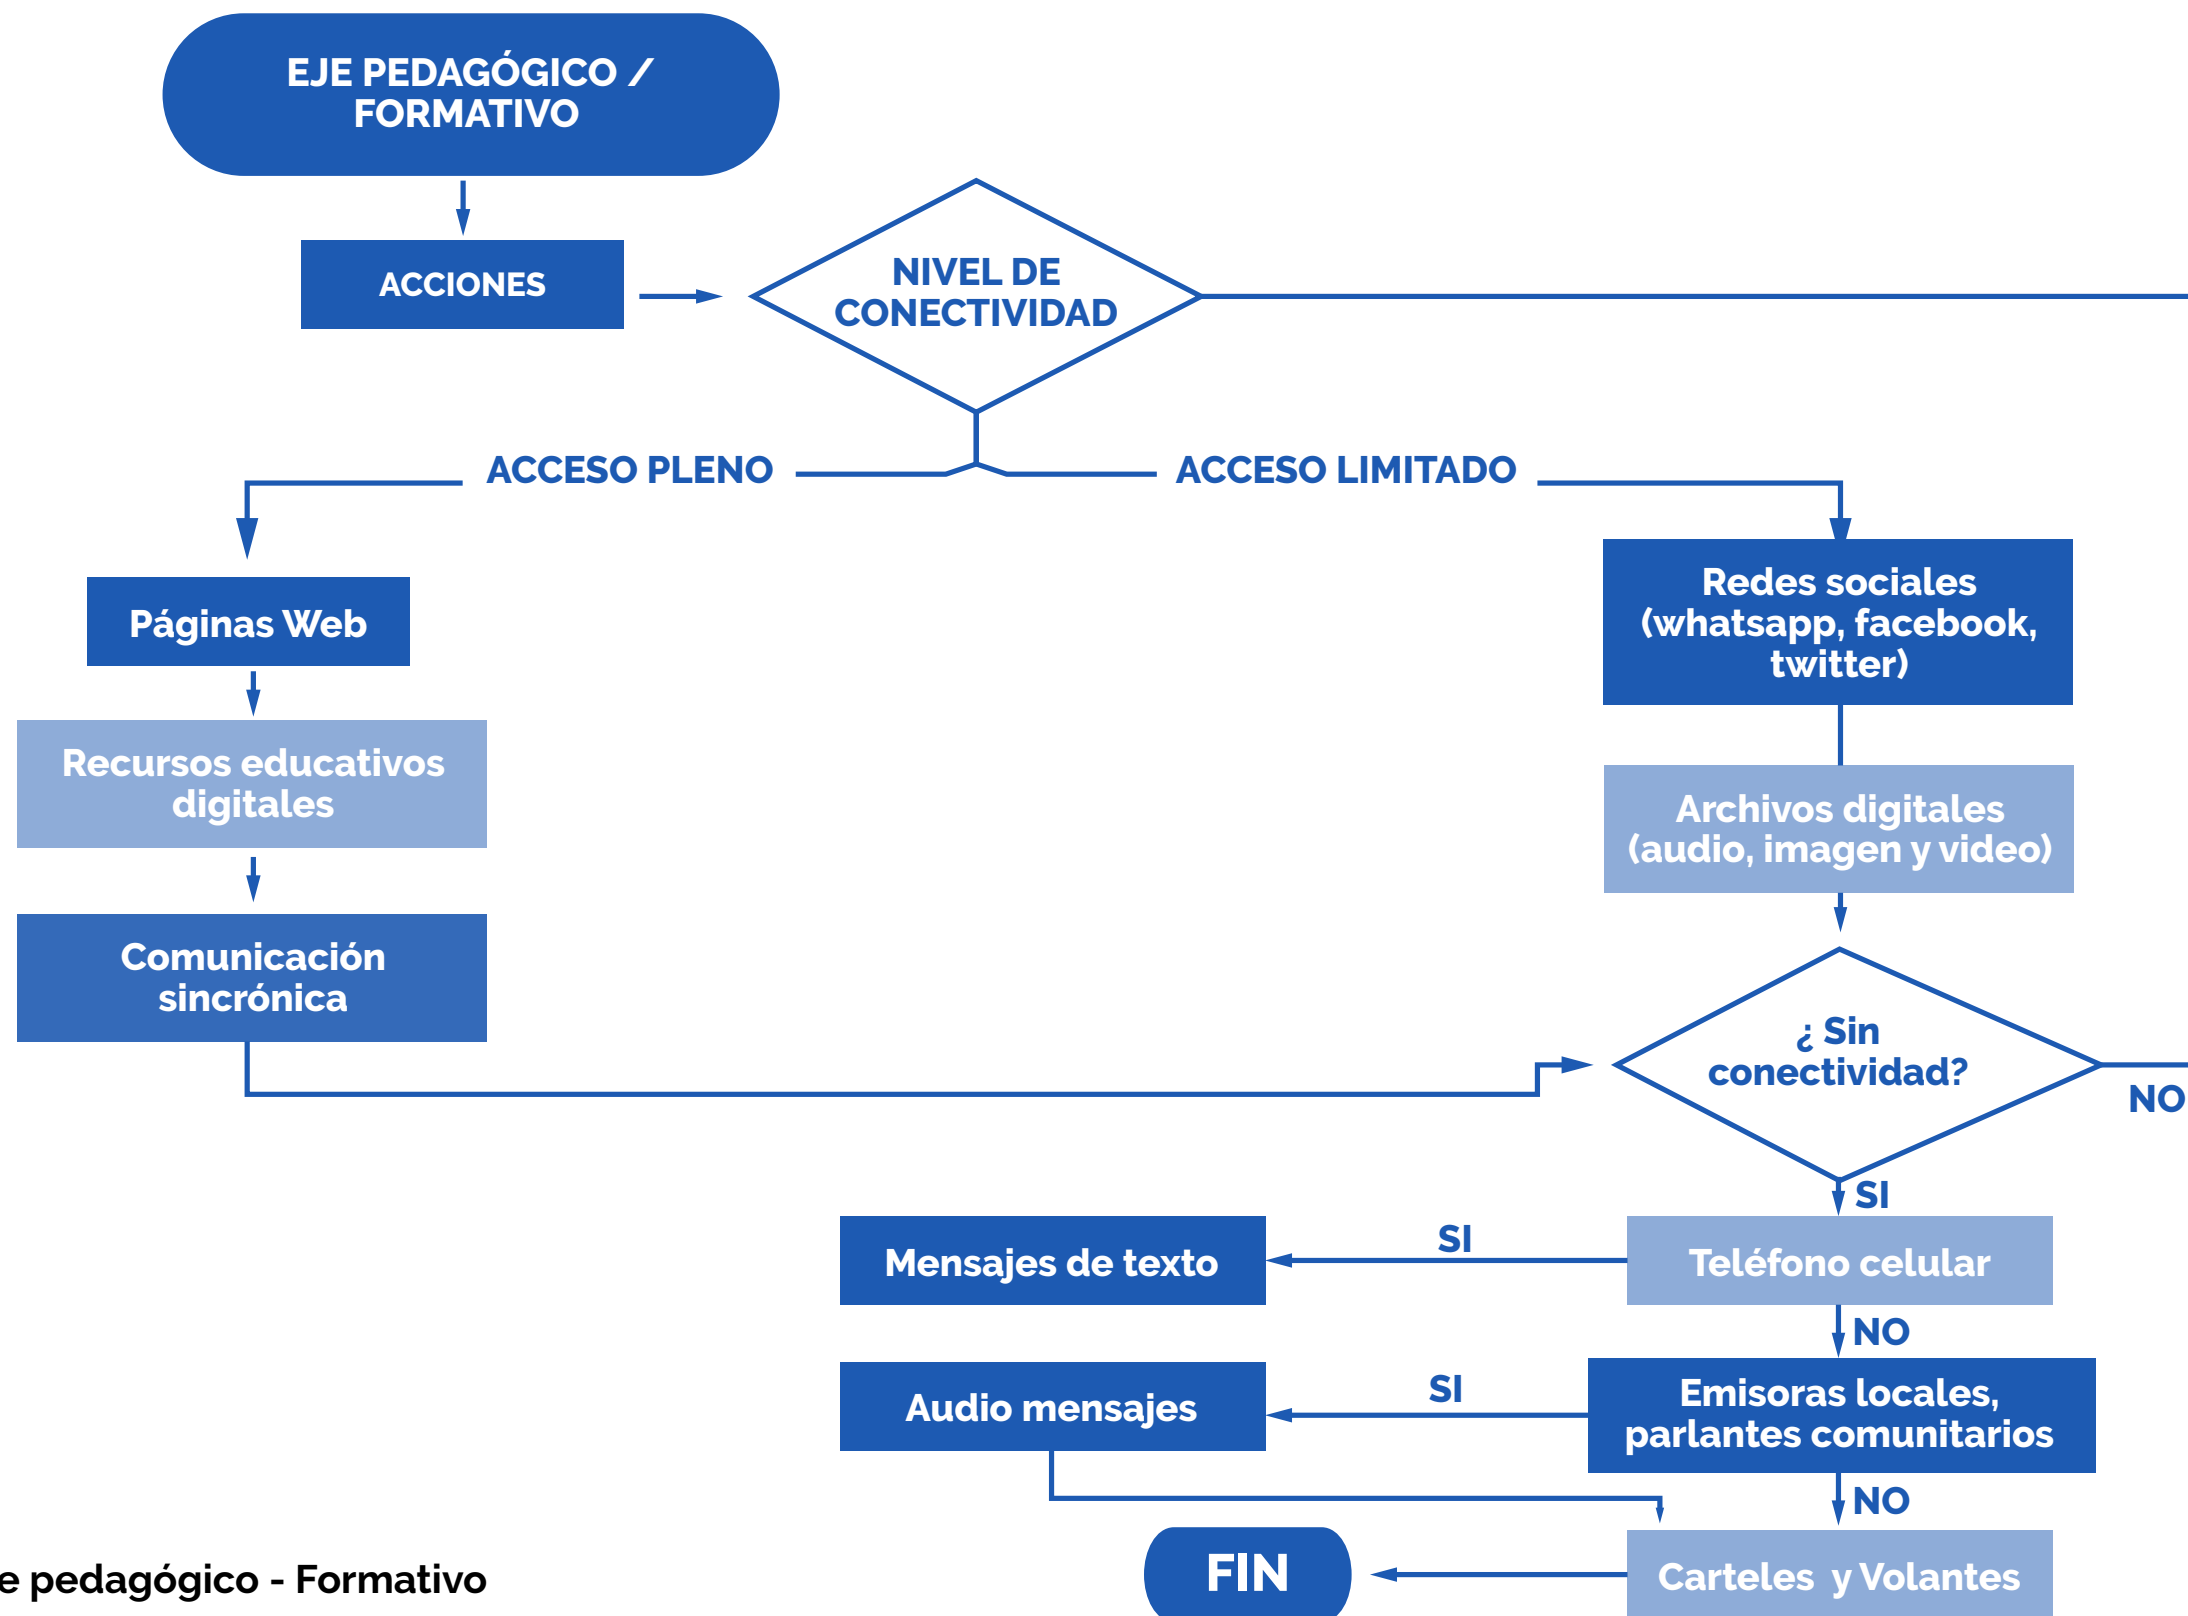 EJE PEDAGÓGICO /
FORMATIVO
ACCIONES
NIVEL DE
CONECTIVIDAD
ACCESO PLENO
ACCESO LIMITADO
Páginas Web
Redes sociales
(whatsapp, facebook,
twitter)
Recursos educativos
digitales
Archivos digitales
(audio, imagen y video)
Comunicación
sincrónica
¿ Sin
conectividad?
NO
SI
Mensajes de texto
SI
Teléfono celular
NO
Audio mensajes
SI
Emisoras locales,
parlantes comunitarios
NO
FIN
Carteles y Volantes
e pedagógico - Formativo